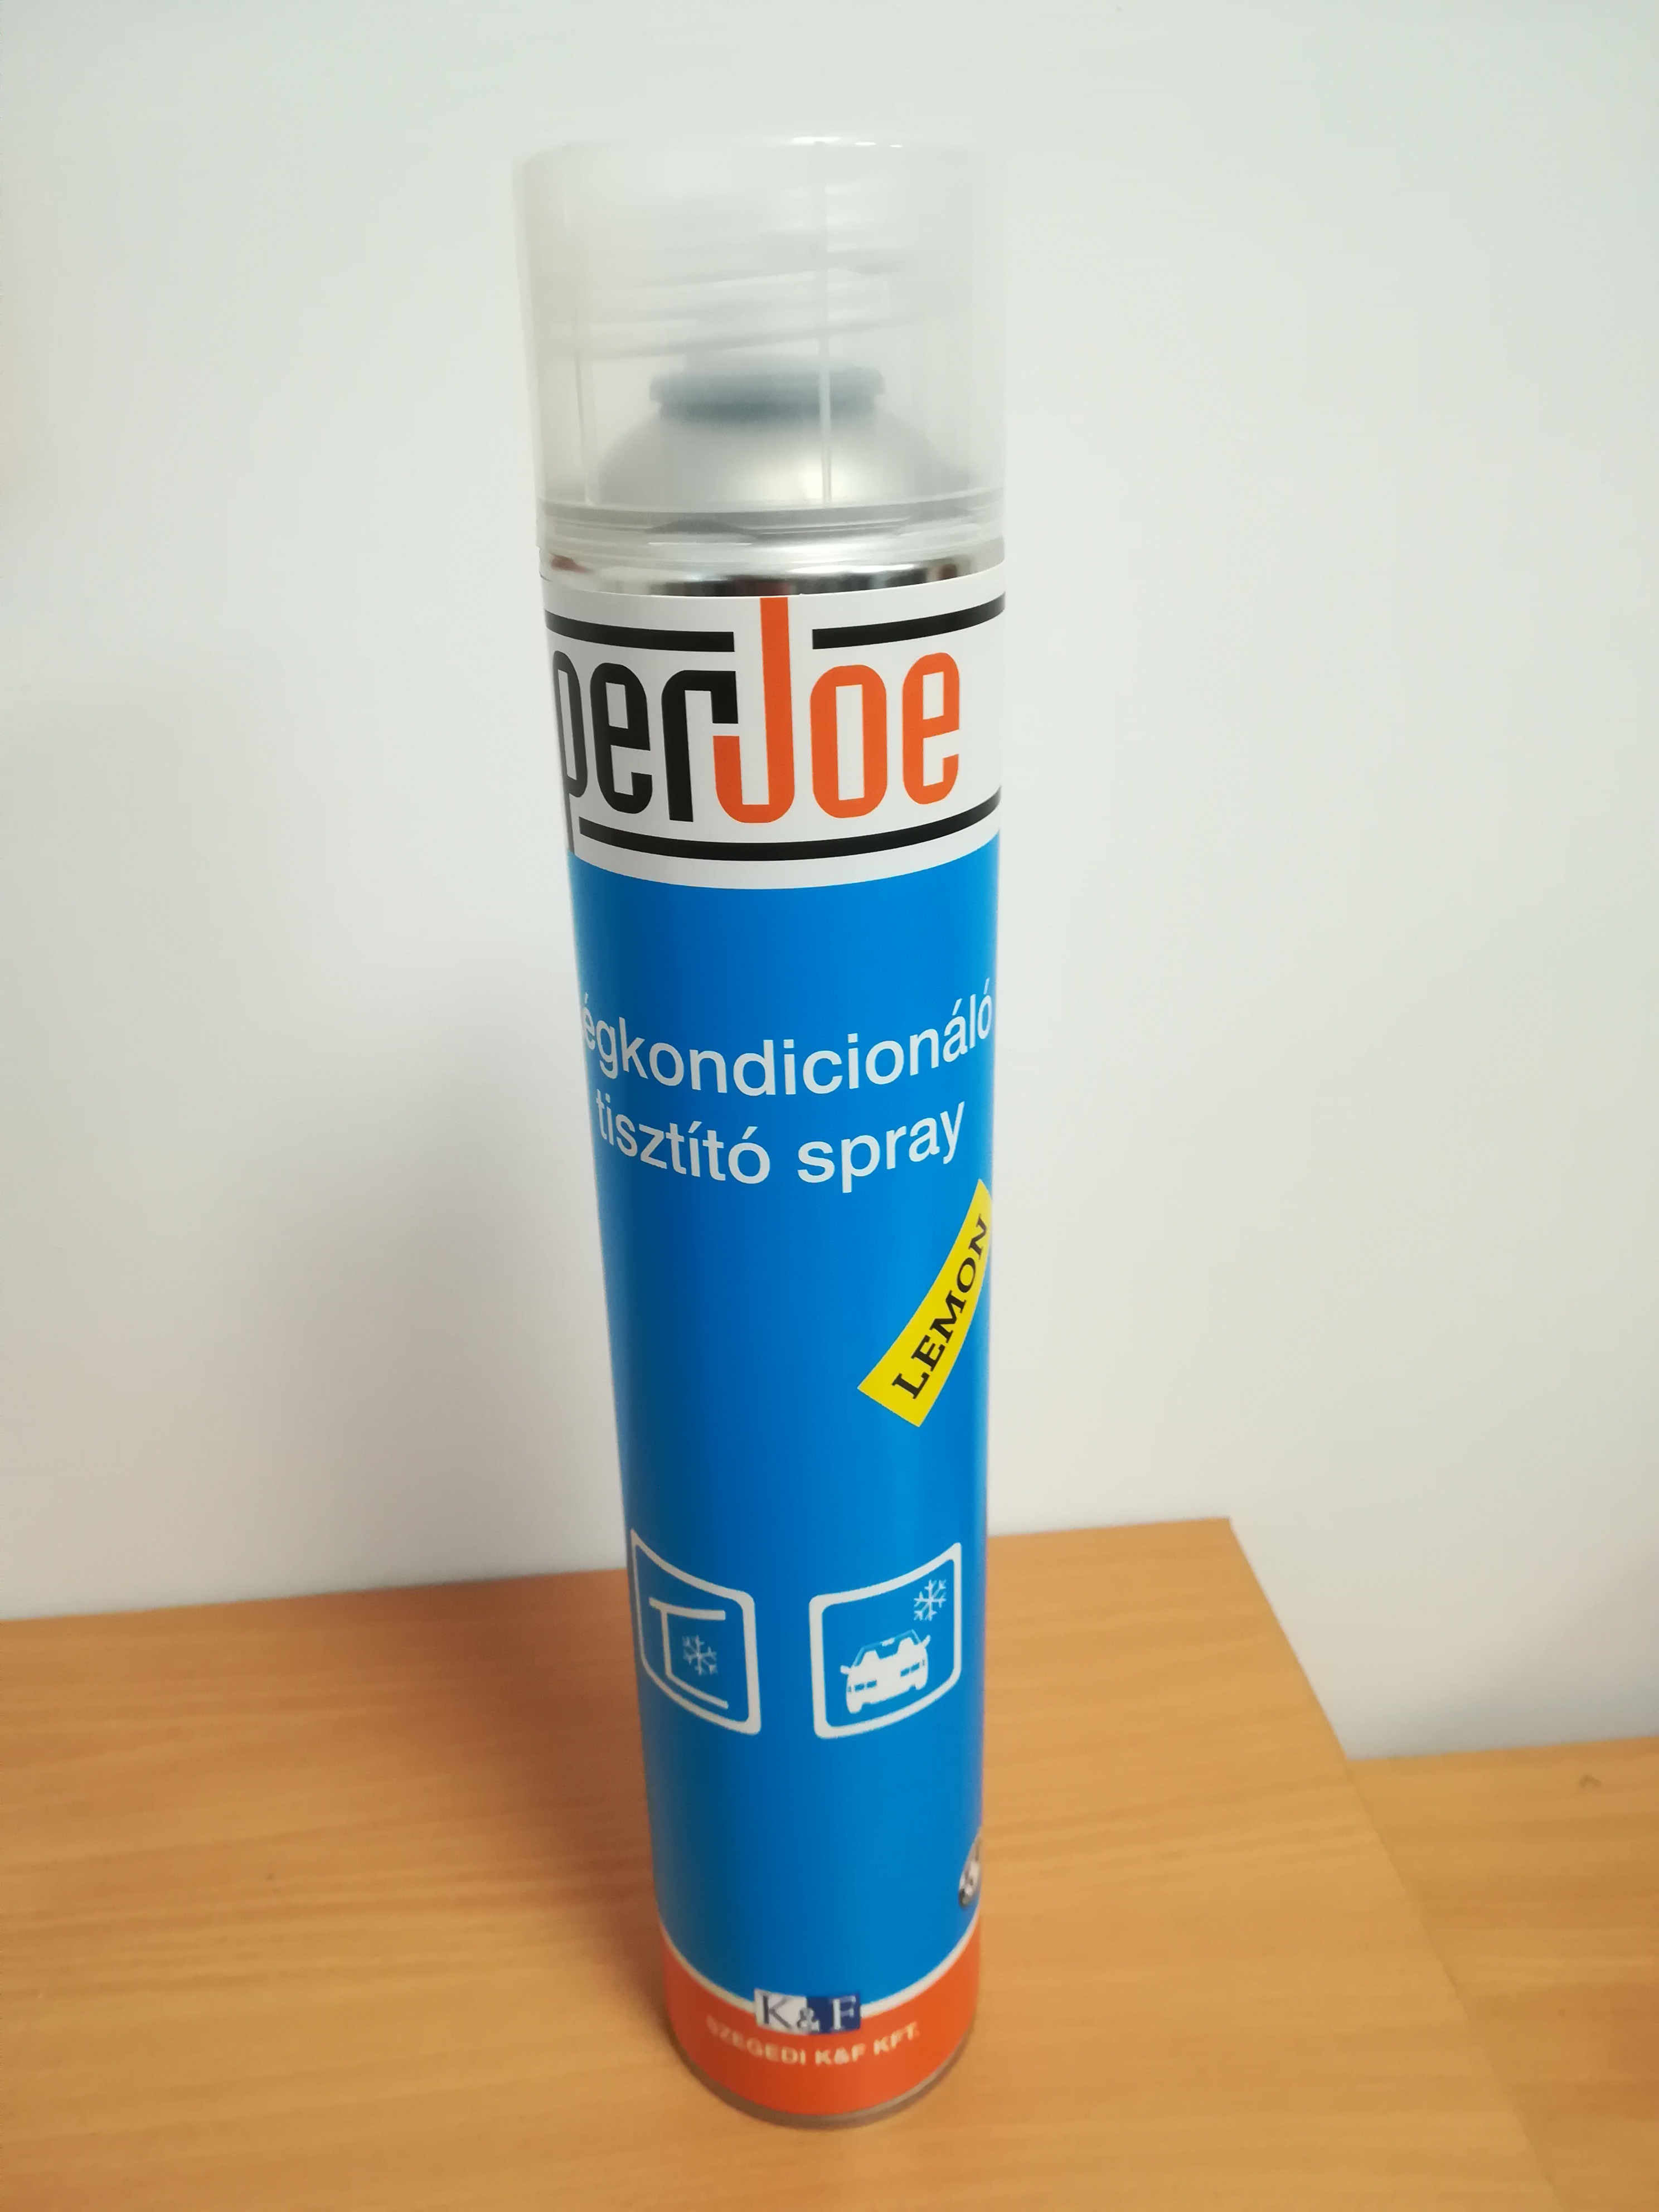 perJoe
égkondicionáló
tisztító spray
LEMON
K&F
SZEGEDI K&F KFT.